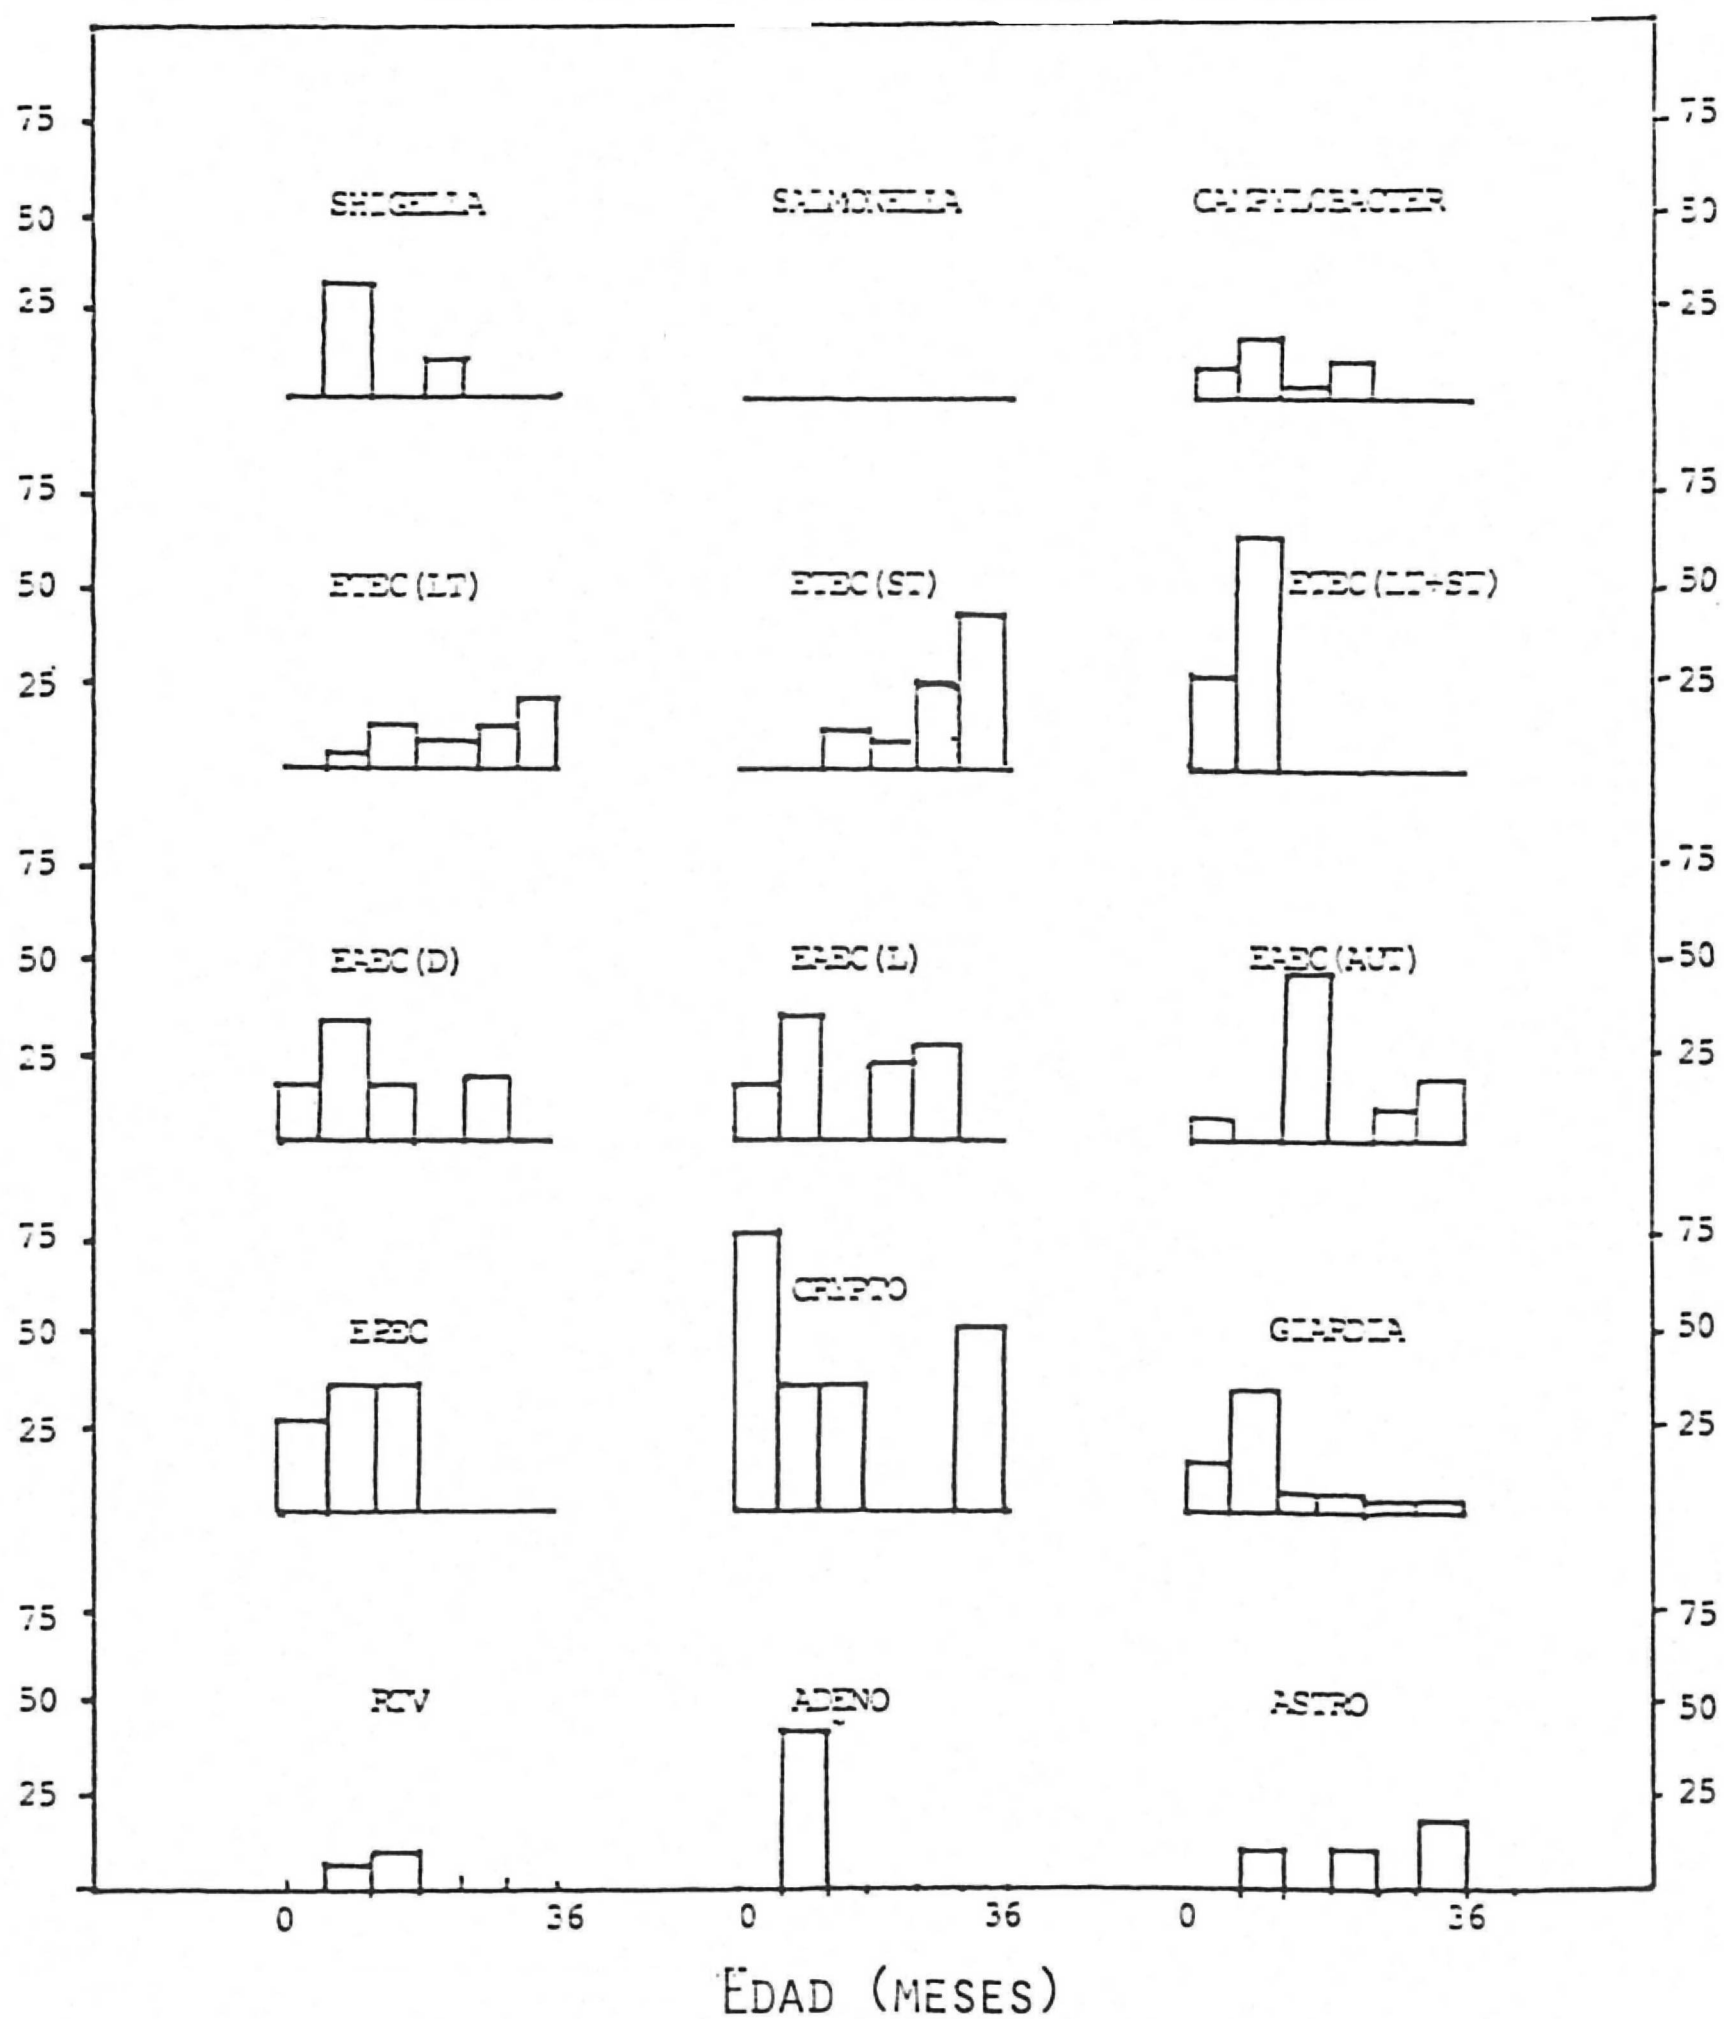 75 75
SHIGELLA SALMONELLA CAMPILOBACTER
50 50
25 25
75 75
50 ETEC(LT) ETEC(ST) ETEC(LT+ST) 50
25 25
75 75
50 EAEC(D) EAEC(L) EAEC(AUT) 50
25 25
75 75
CRYPTO
50 EPEC GIARDIA 50
25 25
75 75
50 ROV ADENO ASTRO 50
25 25
0 36 0 36 0 36
EDAD (MESES)